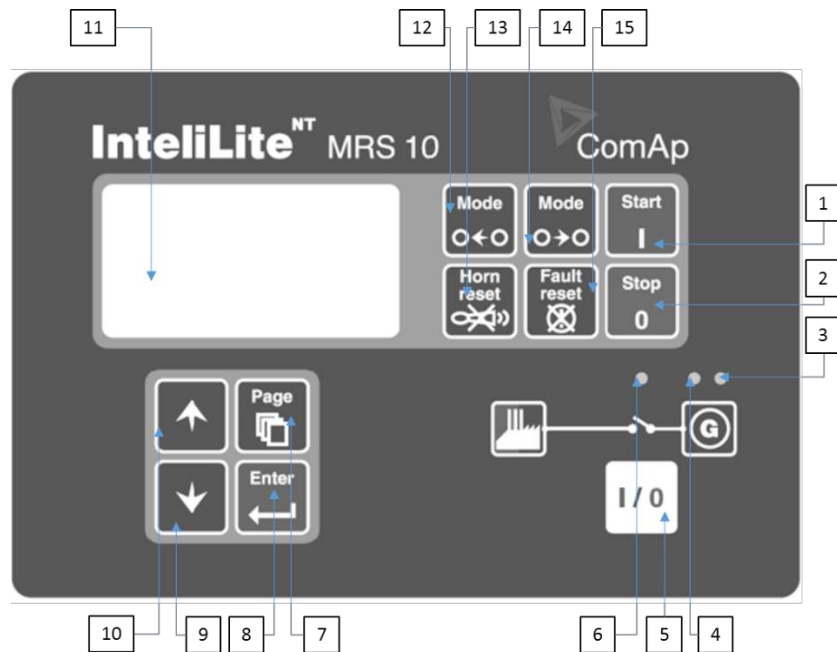 11
12
13
14
15
InteliLite NT MRS 10
ComAp
Mode
Mode
Start
I
1
Horn
reset
Fault
reset
Stop
0
2
3
Page
G
Enter
I / 0
10
9
8
7
6
5
4